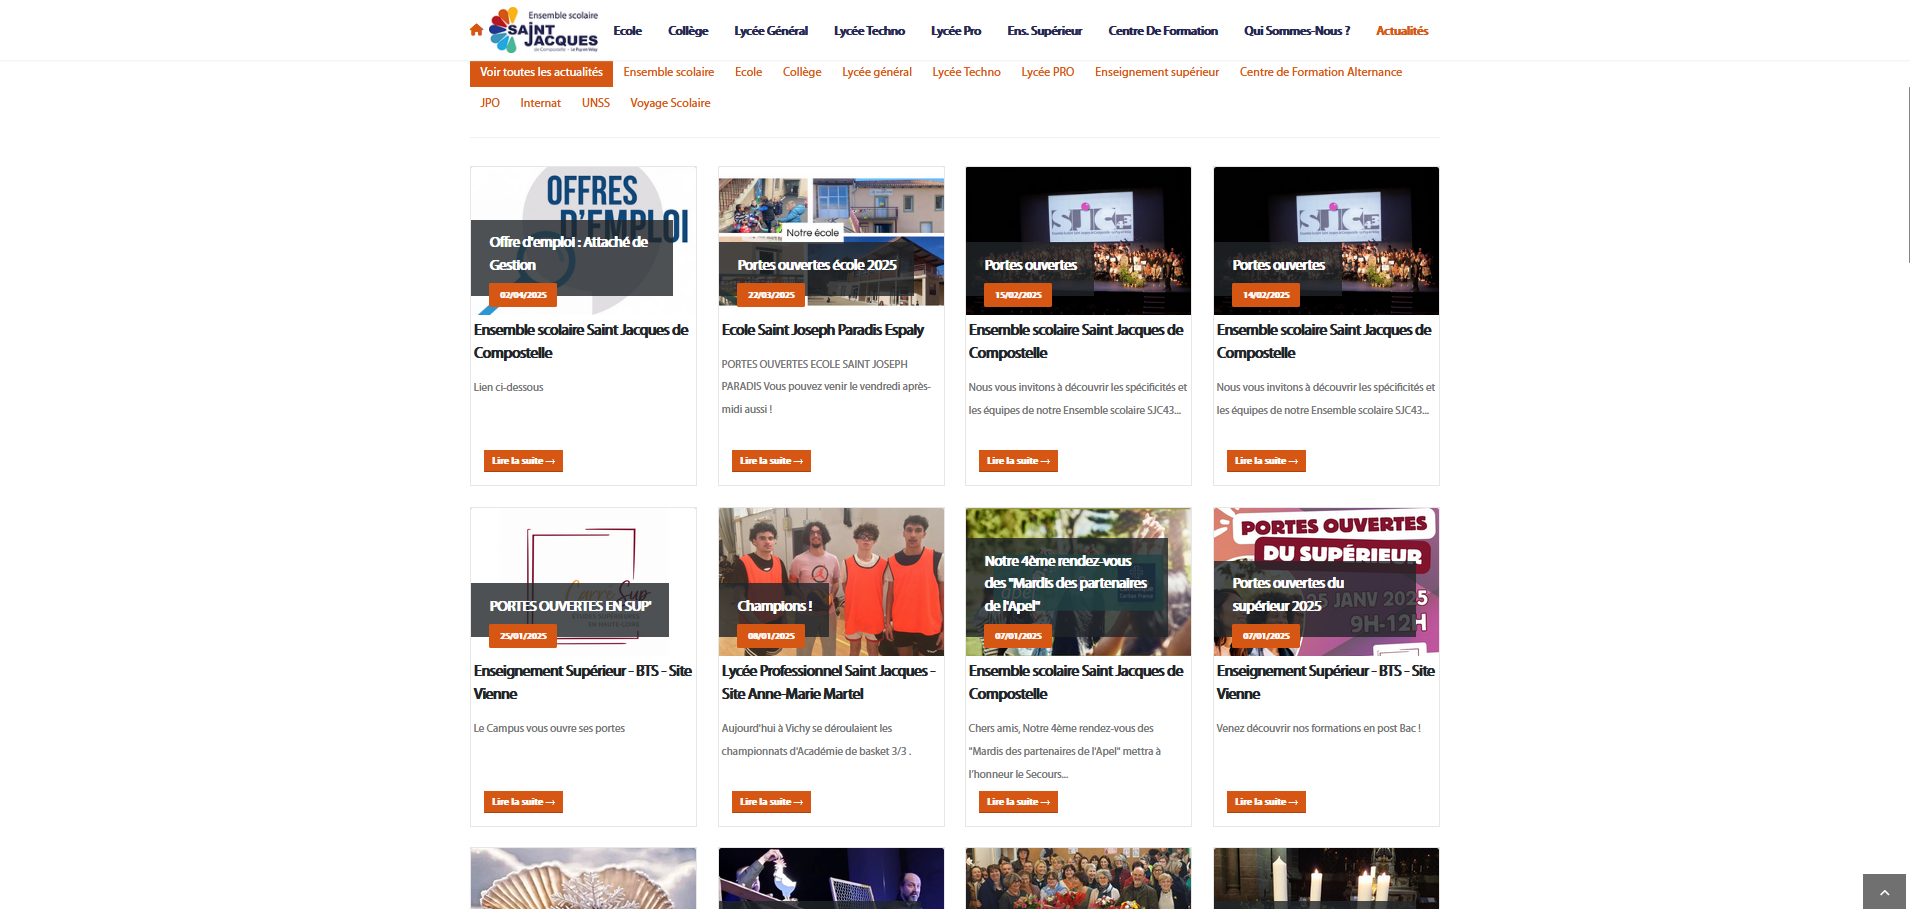 Ensemble scolaire
SAINT
JACQUES
de Compostelle - Le Puy-en-Velay
Ecole
Collège
Lycée Général
Lycée Techno
Lycée Pro
Ens. Supérieur
Centre De Formation
Qui Sommes-Nous ?
Actualités
Voir toutes les actualités
Ensemble scolaire
Ecole
Collège
Lycée général
Lycée Techno
Lycée PRO
Enseignement supérieur
Centre de Formation Alternance
JPO
Internat
UNSS
Voyage Scolaire
OFFRES
D'EMPLOI
Offre d'emploi : Attaché de
Gestion
02/04/2025
Ensemble scolaire Saint Jacques de
Compostelle
Lien ci-dessous
Lire la suite →
Notre école
Portes ouvertes école 2025
22/03/2025
Ecole Saint Joseph Paradis Espaly
PORTES OUVERTES ECOLE SAINT JOSEPH
PARADIS Vous pouvez venir le vendredi après-
midi aussi !
Lire la suite →
Portes ouvertes
15/02/2025
Ensemble scolaire Saint Jacques de
Compostelle
Nous vous invitons à découvrir les spécificités et
les équipes de notre Ensemble scolaire SJC43...
Lire la suite →
Portes ouvertes
14/02/2025
Ensemble scolaire Saint Jacques de
Compostelle
Nous vous invitons à découvrir les spécificités et
les équipes de notre Ensemble scolaire SJC43...
Lire la suite →
PORTES OUVERTES EN SUP'
25/01/2025
Enseignement Supérieur - BTS - Site
Vienne
Le Campus vous ouvre ses portes
Lire la suite →
Champions !
08/01/2025
Lycée Professionnel Saint Jacques -
Site Anne-Marie Martel
Aujourd'hui à Vichy se déroulaient les
championnats d'Académie de basket 3/3 .
Lire la suite →
Notre 4ème rendez-vous
des "Mardis des partenaires
de l'Apel"
07/01/2025
Ensemble scolaire Saint Jacques de
Compostelle
Chers amis, Notre 4ème rendez-vous des
"Mardis des partenaires de l'Apel" mettra à
l'honneur le Secours...
Lire la suite →
PORTES OUVERTES
DU SUPÉRIEUR
Portes ouvertes du
supérieur 2025
JANV 2025
9H-12H
07/01/2025
Enseignement Supérieur - BTS - Site
Vienne
Venez découvrir nos formations en post Bac !
Lire la suite →